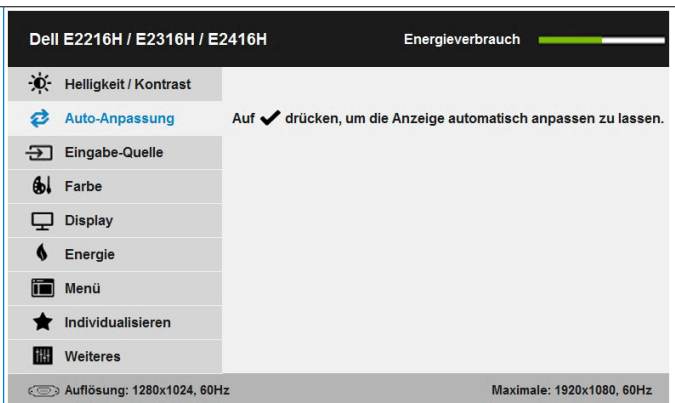 Dell E2216H / E2316H / E2416H Energieverbrauch
Helligkeit / Kontrast
Auto-Anpassung
Auf ✔ drücken, um die Anzeige automatisch anpassen zu lassen.
Eingabe-Quelle
Farbe
Display
Energie
Menü
Individualisieren
Weiteres
Auflösung: 1280x1024, 60Hz Maximale: 1920x1080, 60Hz